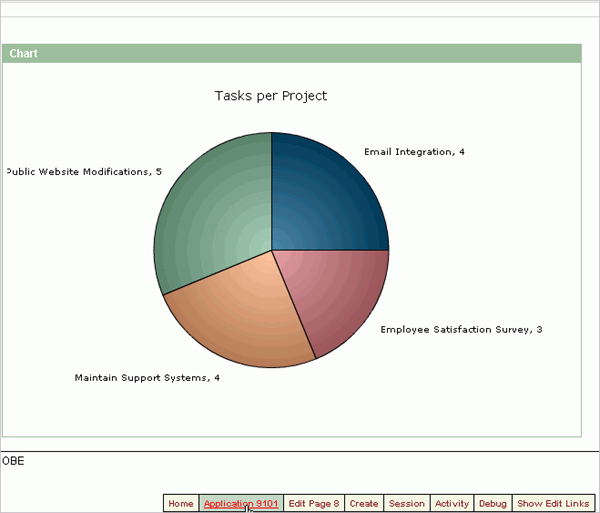 Chart
Tasks per Project
Email Integration, 4
Public Website Modifications, 5
Employee Satisfaction Survey, 3
Maintain Support Systems, 4
OBE
Home Application 9101 Edit Page 8 Create Session Activity Debug Show Edit Links